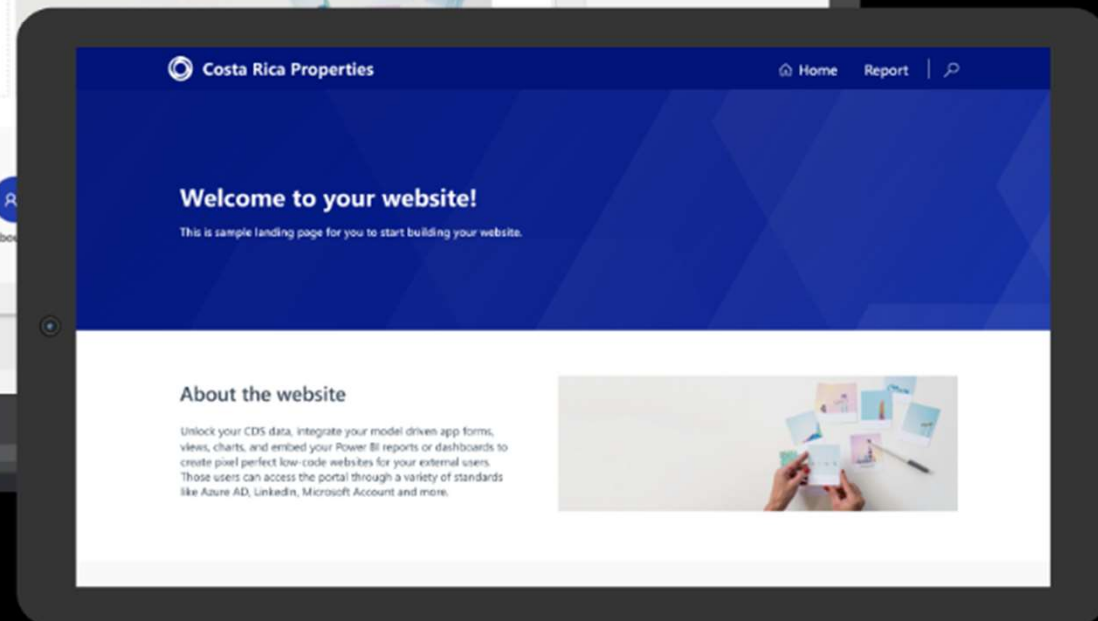 Costa Rica Properties
Home Report
Welcome to your website!
This is sample landing page for you to start building your website.
About the website
Unlock your CDS data, integrate your model driven app forms,
views, charts, and embed your Power BI reports or dashboards to
create pixel perfect low-code websites for your external users.
Those users can access the portal through a variety of standards
like Azure AD, LinkedIn, Microsoft Account and more.